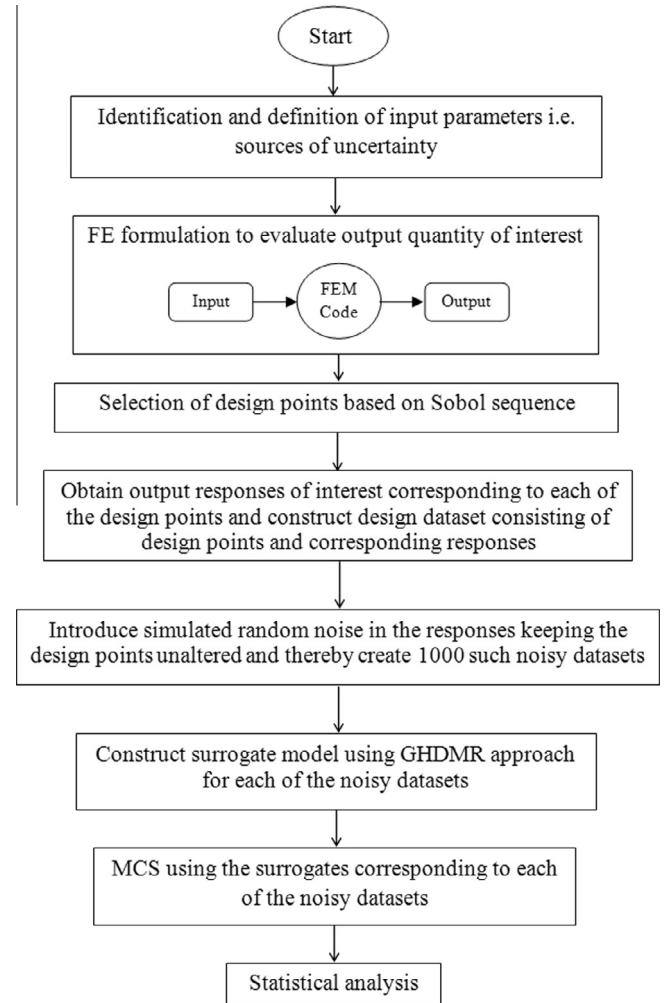 Start
Identification and definition of input parameters i.e.
sources of uncertainty
FE formulation to evaluate output quantity of interest
Input
FEM
Code
Output
Selection of design points based on Sobol sequence
Obtain output responses of interest corresponding to each of
the design points and construct design dataset consisting of
design points and corresponding responses
Introduce simulated random noise in the responses keeping the
design points unaltered and thereby create 1000 such noisy datasets
Construct surrogate model using GHDMR approach
for each of the noisy datasets
MCS using the surrogates corresponding to each
of the noisy datasets
Statistical analysis